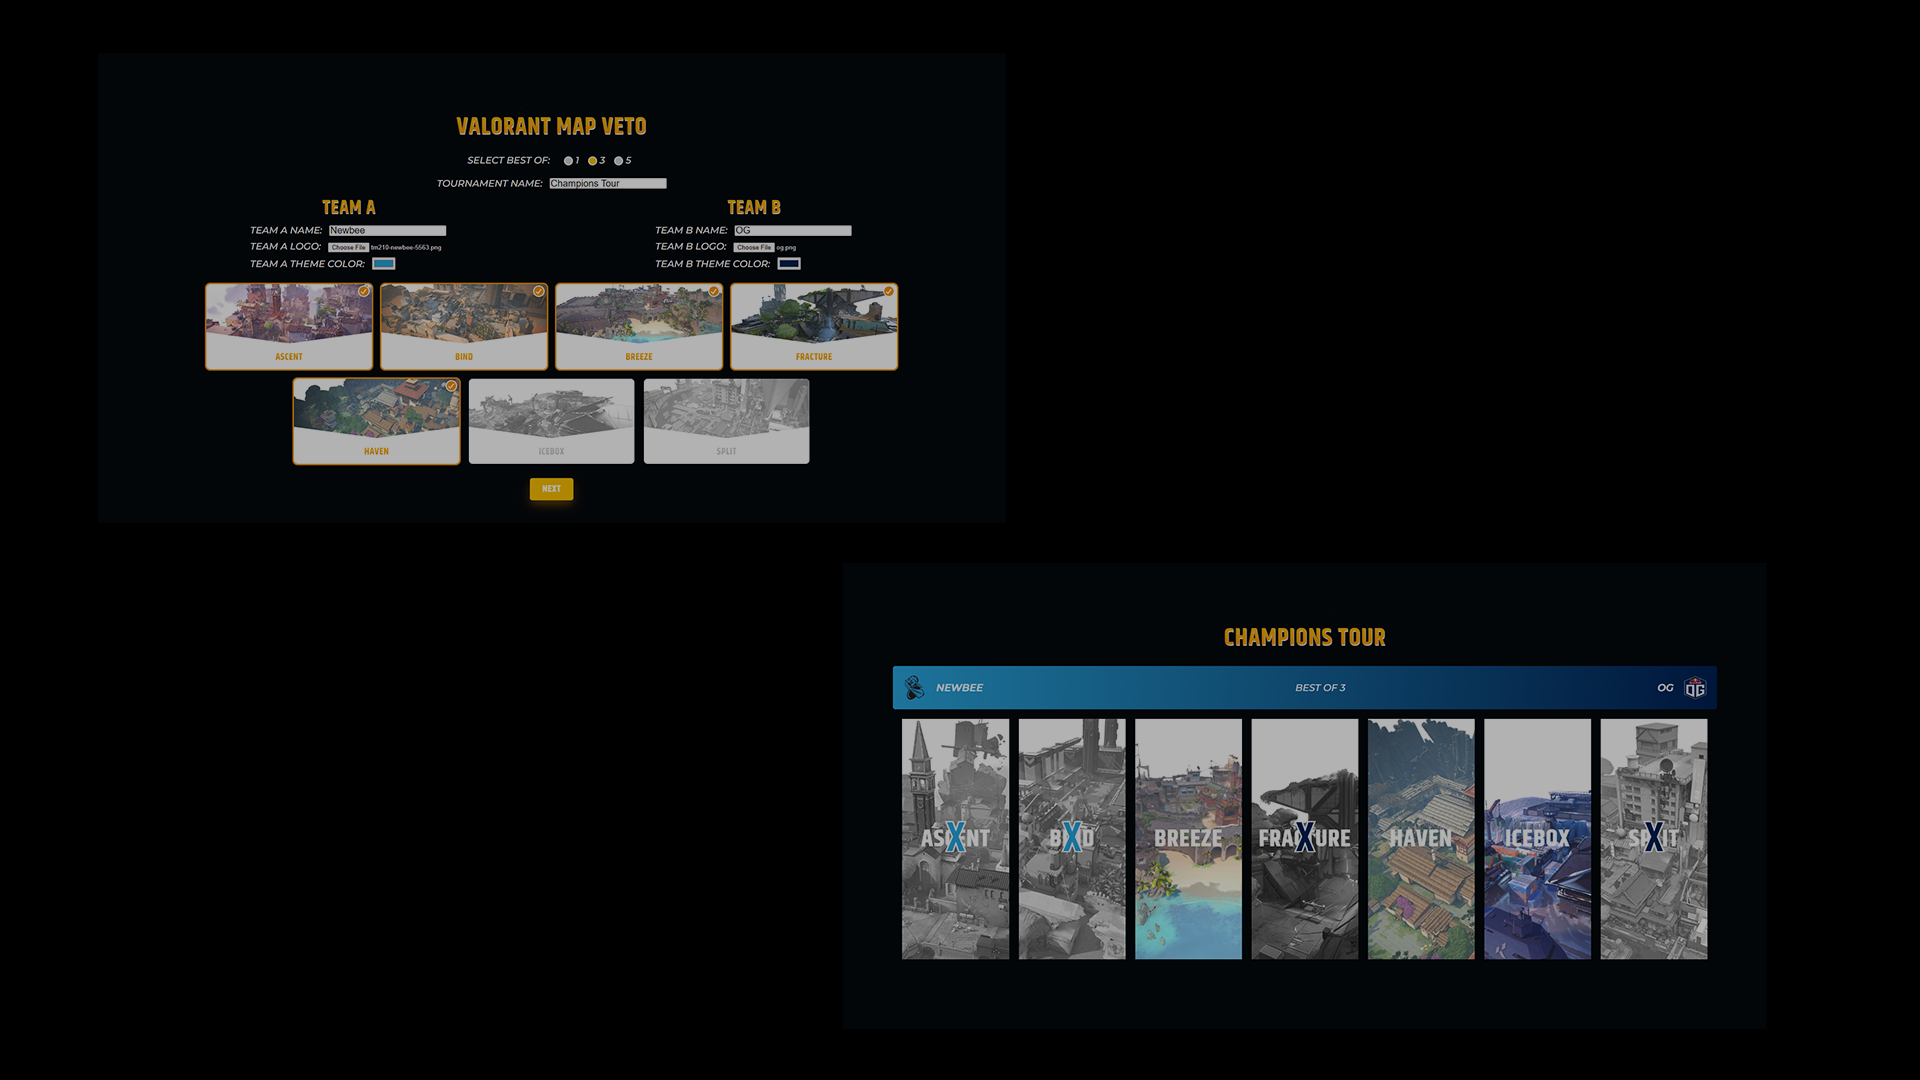 VALORANT MAP VETO
SELECT BEST OF: 1 3 5
TOURNAMENT NAME: Champions Tour
TEAM A
TEAM A NAME: Newbee
TEAM A LOGO: Choose File tm210-newbee-5563.png
TEAM A THEME COLOR:
TEAM B
TEAM B NAME: OG
TEAM B LOGO: Choose File og.png
TEAM B THEME COLOR:
ASCENT
BIND
BREEZE
FRACTURE
HAVEN
ICEBOX
SPLIT
NEXT
CHAMPIONS TOUR
NEWBEE
BEST OF 3
OG
OG
ASCENT X
BIND X
BREEZE
FRACTURE X
HAVEN
ICEBOX
SPLIT X